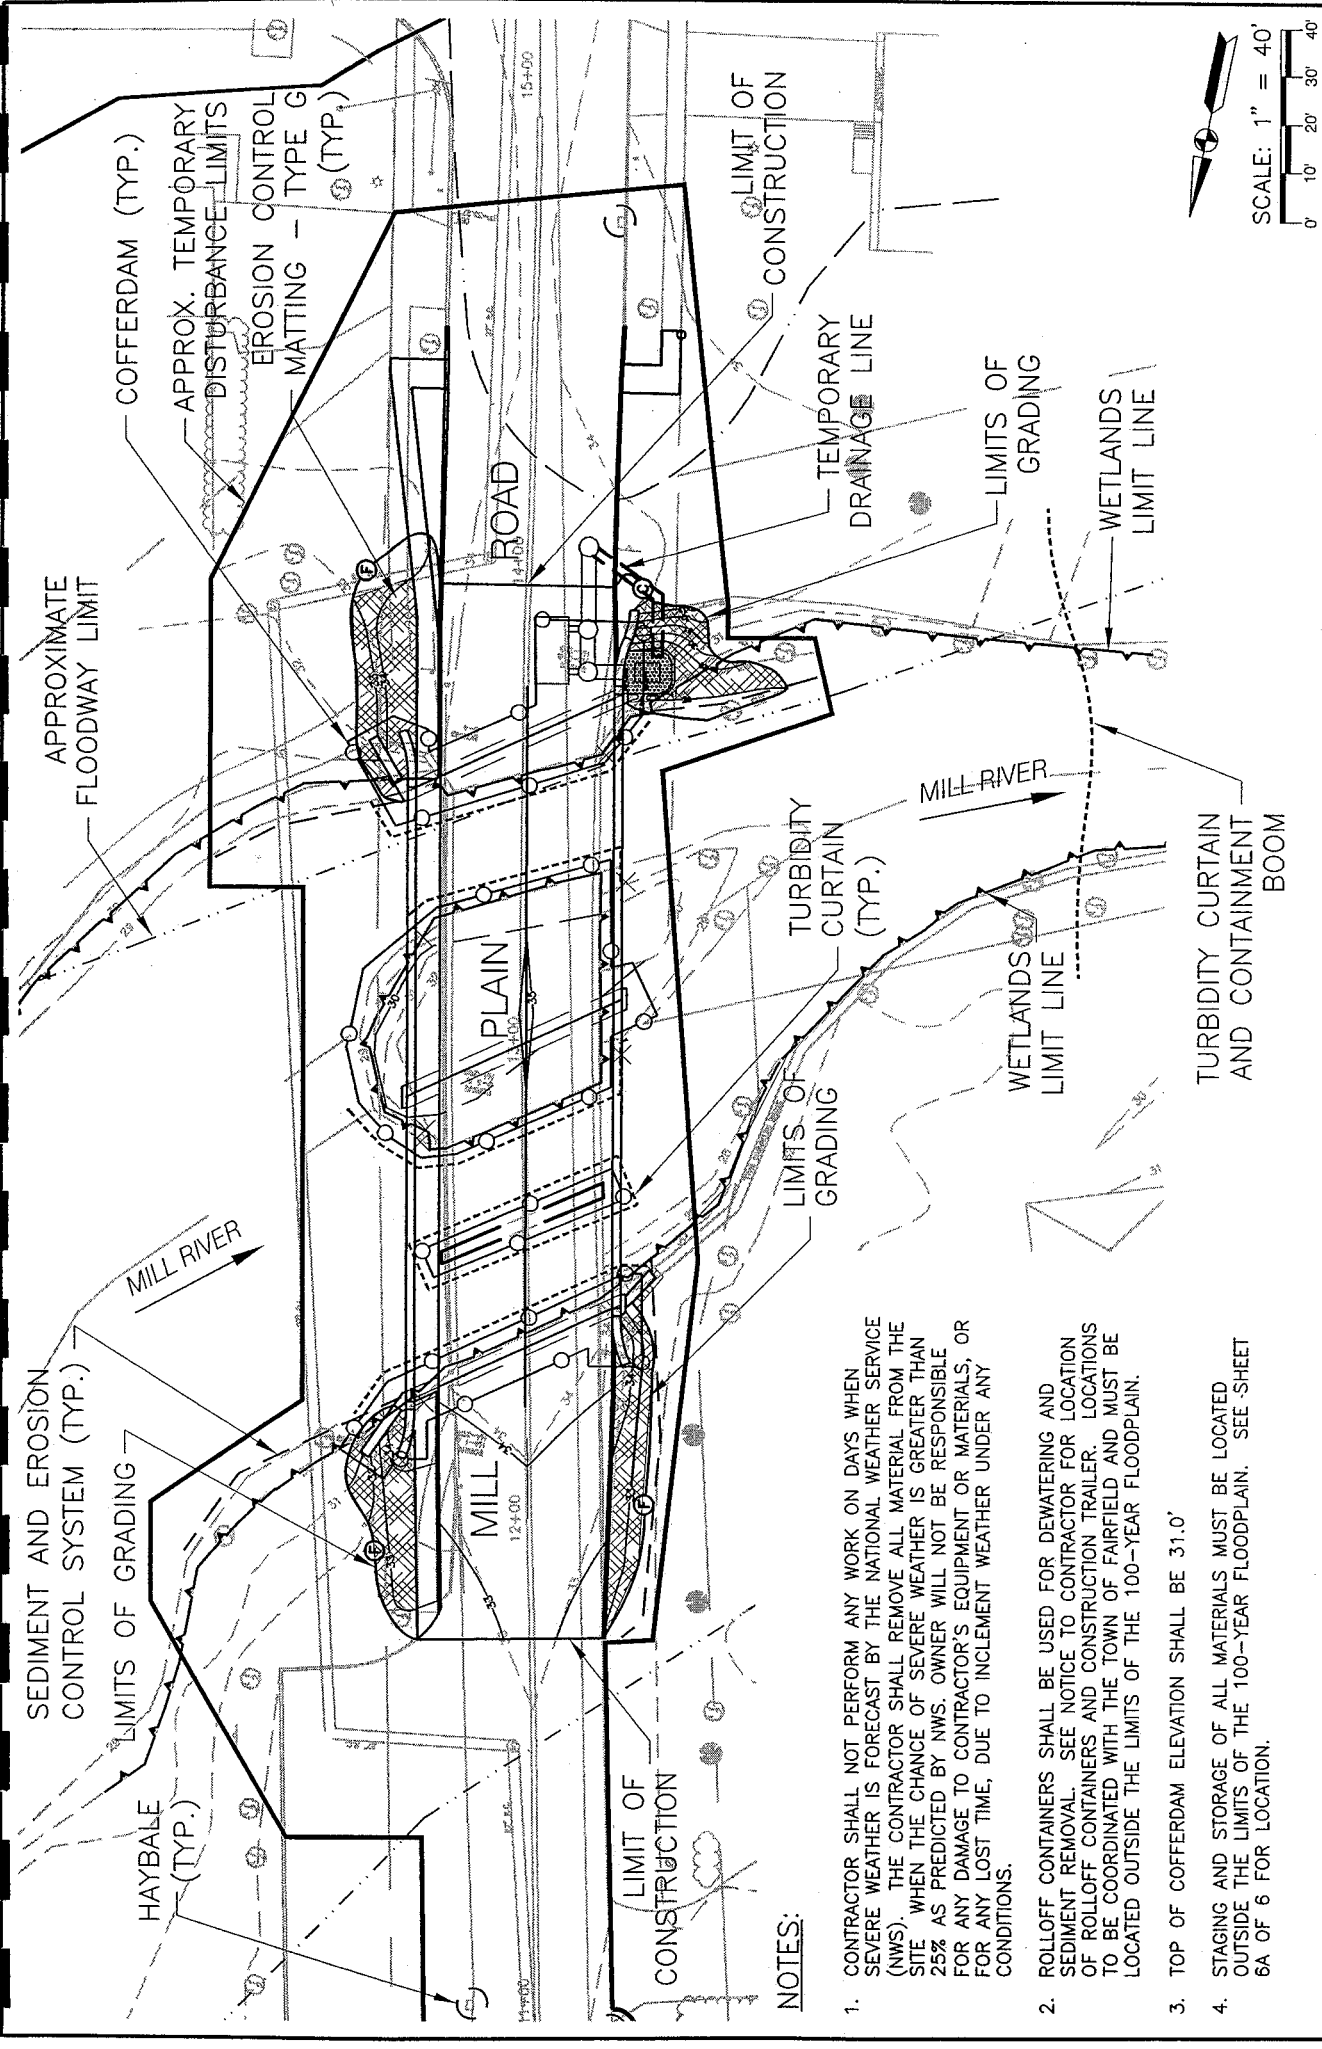 SEDIMENT AND EROSION
CONTROL SYSTEM (TYP.)
LIMITS OF GRADING
HAYBALE
(TYP.)
MILL RIVER
APPROXIMATE
FLOODWAY LIMIT
COFFERDAM (TYP.)
APPROX. TEMPORARY
DISTURBANCE LIMITS
EROSION CONTROL
MATTING - TYPE G
(TYP.)
MILL
PLAIN
ROAD
11+00
12+00
13+00
14+00
15+00
F
F
F
LIMIT OF
CONSTRUCTION
LIMIT OF
CONSTRUCTION
TEMPORARY
DRAINAGE LINE
LIMITS OF
GRADING
WETLANDS
LIMIT LINE
MILL RIVER
TURBIDITY
CURTAIN
(TYP.)
LIMITS OF
GRADING
WETLANDS
LIMIT LINE
TURBIDITY CURTAIN
AND CONTAINMENT
BOOM
NOTES:
1. CONTRACTOR SHALL NOT PERFORM ANY WORK ON DAYS WHEN
SEVERE WEATHER IS FORECAST BY THE NATIONAL WEATHER SERVICE
(NWS). THE CONTRACTOR SHALL REMOVE ALL MATERIAL FROM THE
SITE WHEN THE CHANCE OF SEVERE WEATHER IS GREATER THAN
25% AS PREDICTED BY NWS. OWNER WILL NOT BE RESPONSIBLE
FOR ANY DAMAGE TO CONTRACTOR'S EQUIPMENT OR MATERIALS, OR
FOR ANY LOST TIME, DUE TO INCLEMENT WEATHER UNDER ANY
CONDITIONS.
2. ROLLOFF CONTAINERS SHALL BE USED FOR DEWATERING AND
SEDIMENT REMOVAL. SEE NOTICE TO CONTRACTOR FOR LOCATION
OF ROLLOFF CONTAINERS AND CONSTRUCTION TRAILER. LOCATIONS
TO BE COORDINATED WITH THE TOWN OF FAIRFIELD AND MUST BE
LOCATED OUTSIDE THE LIMITS OF THE 100-YEAR FLOODPLAIN.
3. TOP OF COFFERDAM ELEVATION SHALL BE 31.0'
4. STAGING AND STORAGE OF ALL MATERIALS MUST BE LOCATED
OUTSIDE THE LIMITS OF THE 100-YEAR FLOODPLAIN. SEE SHEET
6A OF 6 FOR LOCATION.
SCALE: 1" = 40'
0' 10' 20' 30' 40'